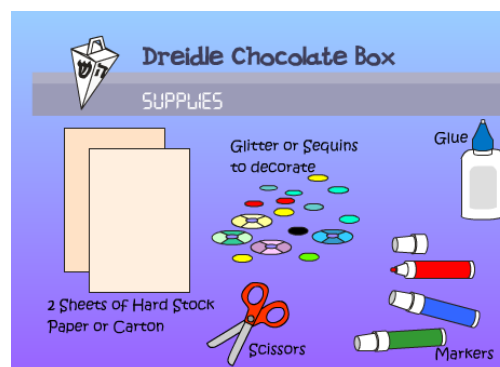 Dreidle Chocolate Box
ש ה
SUPPLIES
Glitter or Sequins
to decorate
Glue
2 Sheets of Hard Stock
Paper or Carton
Scissors
Markers